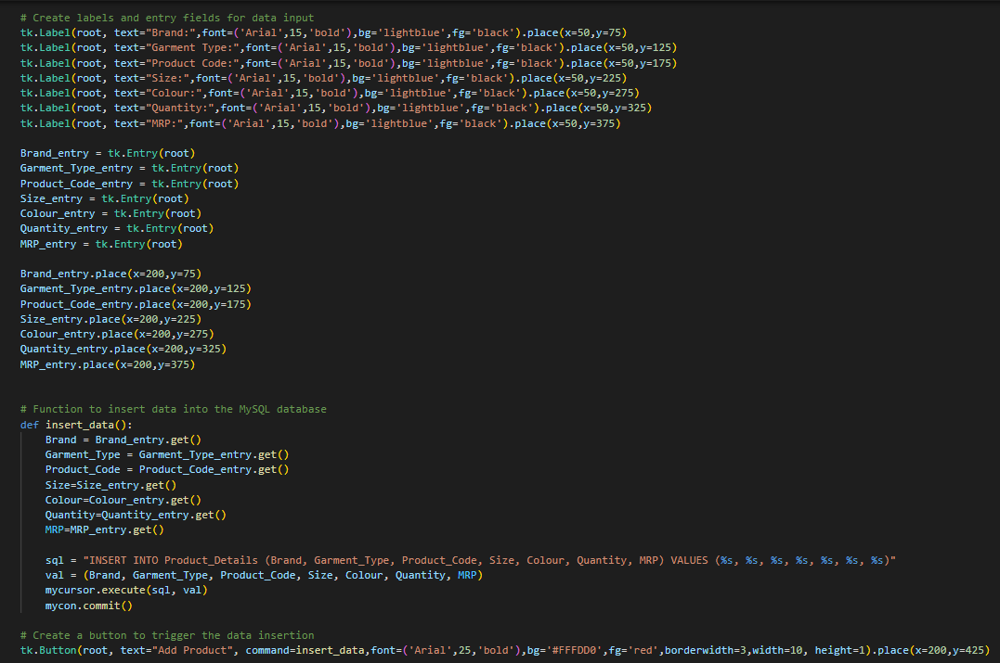 # Create labels and entry fields for data input
tk.Label(root, text="Brand:",font=('Arial',15,'bold'),bg='lightblue',fg='black').place(x=50,y=75)
tk.Label(root, text="Garment Type:",font=('Arial',15,'bold'),bg='lightblue',fg='black').place(x=50,y=125)
tk.Label(root, text="Product Code:",font=('Arial',15,'bold'),bg='lightblue',fg='black').place(x=50,y=175)
tk.Label(root, text="Size:",font=('Arial',15,'bold'),bg='lightblue',fg='black').place(x=50,y=225)
tk.Label(root, text="Colour:",font=('Arial',15,'bold'),bg='lightblue',fg='black').place(x=50,y=275)
tk.Label(root, text="Quantity:",font=('Arial',15,'bold'),bg='lightblue',fg='black').place(x=50,y=325)
tk.Label(root, text="MRP:",font=('Arial',15,'bold'),bg='lightblue',fg='black').place(x=50,y=375)

Brand_entry = tk.Entry(root)
Garment_Type_entry = tk.Entry(root)
Product_Code_entry = tk.Entry(root)
Size_entry = tk.Entry(root)
Colour_entry = tk.Entry(root)
Quantity_entry = tk.Entry(root)
MRP_entry = tk.Entry(root)

Brand_entry.place(x=200,y=75)
Garment_Type_entry.place(x=200,y=125)
Product_Code_entry.place(x=200,y=175)
Size_entry.place(x=200,y=225)
Colour_entry.place(x=200,y=275)
Quantity_entry.place(x=200,y=325)
MRP_entry.place(x=200,y=375)

# Function to insert data into the MySQL database
def insert_data():
    Brand = Brand_entry.get()
    Garment_Type = Garment_Type_entry.get()
    Product_Code = Product_Code_entry.get()
    Size=Size_entry.get()
    Colour=Colour_entry.get()
    Quantity=Quantity_entry.get()
    MRP=MRP_entry.get()

    sql = "INSERT INTO Product_Details (Brand, Garment_Type, Product_Code, Size, Colour, Quantity, MRP) VALUES (%s, %s, %s, %s, %s, %s, %s)"
    val = (Brand, Garment_Type, Product_Code, Size, Colour, Quantity, MRP)
    mycursor.execute(sql, val)
    mycon.commit()

# Create a button to trigger the data insertion
tk.Button(root, text="Add Product", command=insert_data,font=('Arial',25,'bold'),bg='#FFFDD0',fg='red',borderwidth=3,width=10, height=1).place(x=200,y=425)